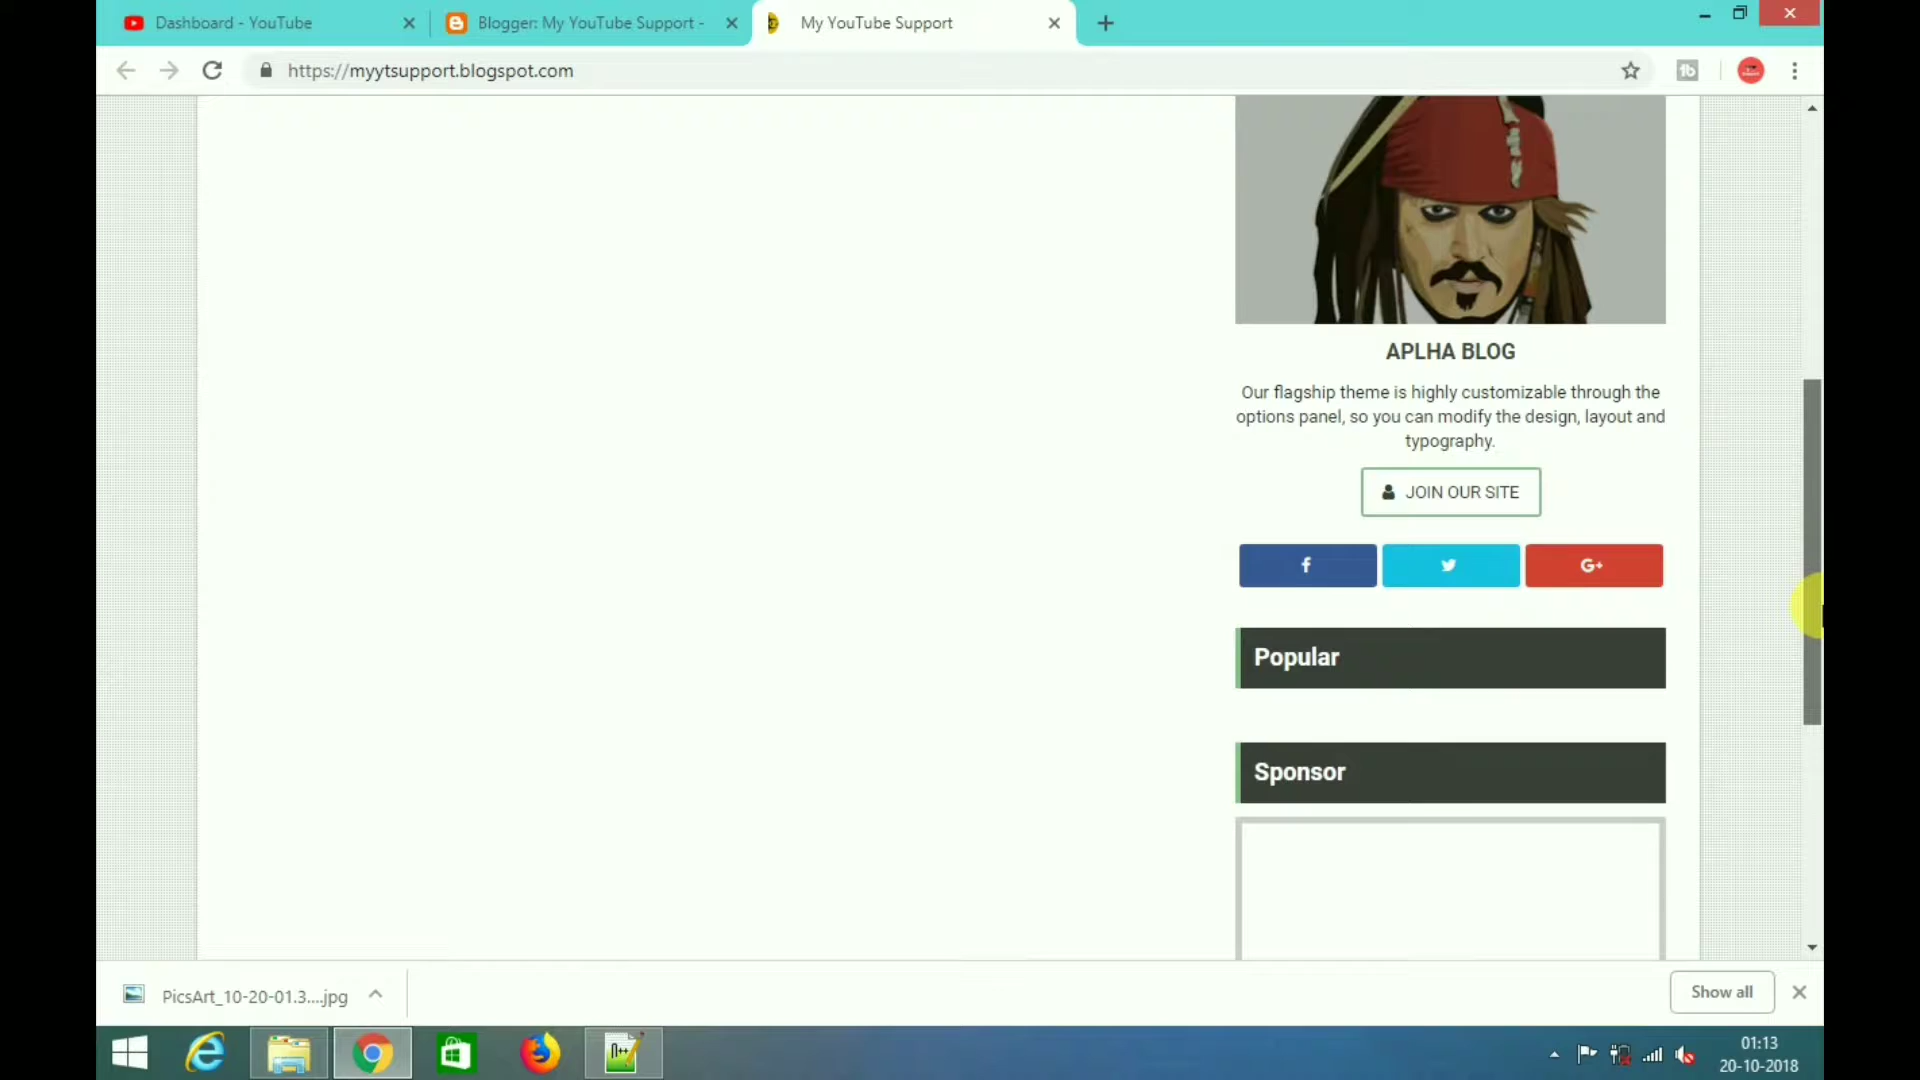 Dashboard - YouTube
Blogger: My YouTube Support -
My YouTube Support
https://myytsupport.blogspot.com
APLHA BLOG
Our flagship theme is highly customizable through the
options panel, so you can modify the design, layout and
typography.
JOIN OUR SITE
Popular
Sponsor
PicsArt_10-20-01.3....jpg
Show all
01:13
20-10-2018